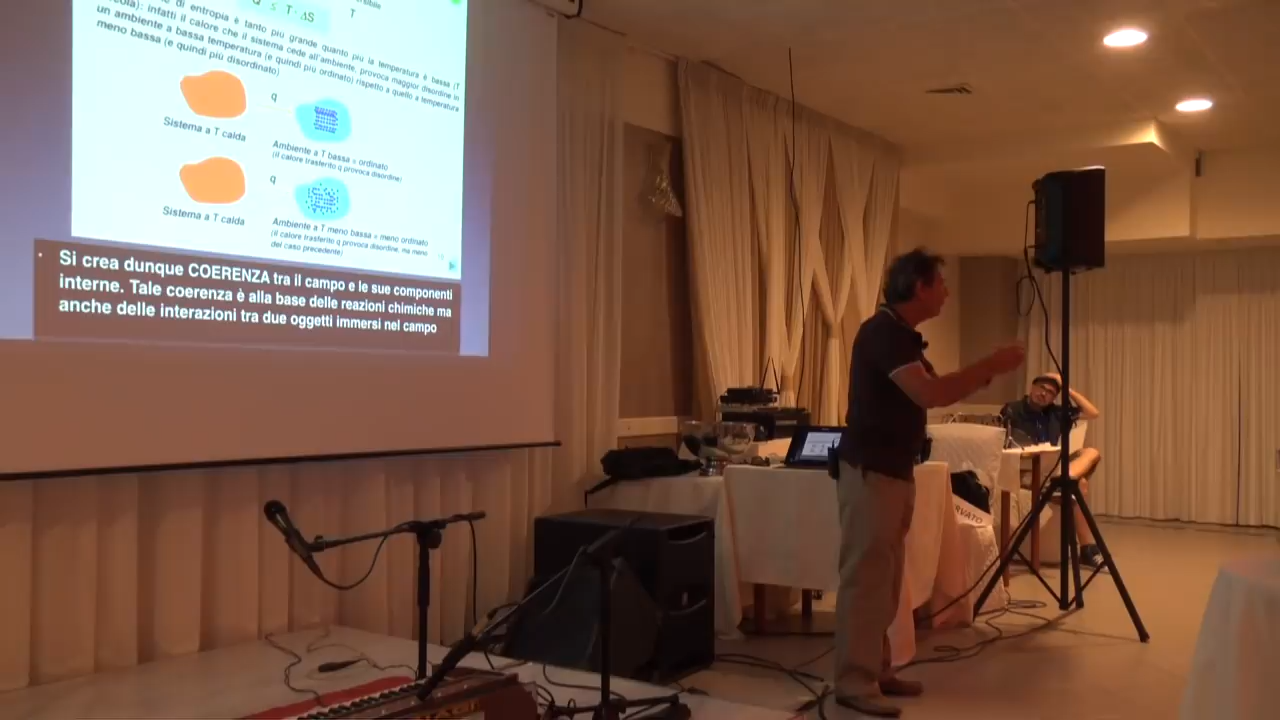 Q ≤ T · ΔS
T
di entropia è tanto più grande quanto più la temperatura è bassa (T
infatti il calore che il sistema cede all'ambiente, provoca maggior disordine in
un ambiente a bassa temperatura (e quindi più ordinato) rispetto a quello a temperatura
meno bassa (e quindi più disordinato)
q
Sistema a T calda
Ambiente a T bassa = ordinato
(il calore trasferito q provoca disordine)
q
Sistema a T calda
Ambiente a T meno bassa = meno ordinato
(il calore trasferito q provoca disordine, ma meno
del caso precedente)
• Si crea dunque COERENZA tra il campo e le sue componenti
interne. Tale coerenza è alla base delle reazioni chimiche ma
anche delle interazioni tra due oggetti immersi nel campo
RVATO